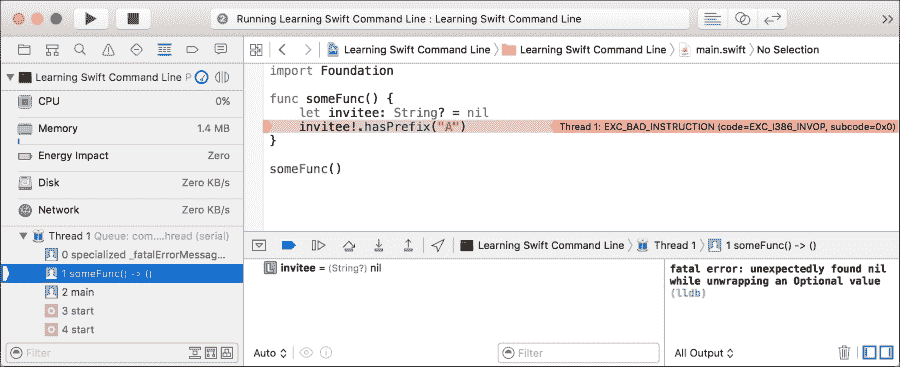 2 Running Learning Swift Command Line : Learning Swift Command Line
Learning Swift Command Line P
CPU 0%
Memory 1.4 MB
Energy Impact Zero
Disk Zero KB/s
Network Zero KB/s
Thread 1 Queue: com....hread (serial)
0 specialized _fatalErrorMessag...
1 someFunc() -> ()
2 main
3 start
4 start
Filter
Learning Swift Command Line Learning Swift Command Line main.swift No Selection
import Foundation
func someFunc() {
let invitee: String? = nil
invitee!.hasPrefix("A") Thread 1: EXC_BAD_INSTRUCTION (code=EXC_I386_INVOP, subcode=0x0)
}
someFunc()
Learning Swift Command Line Thread 1 1 someFunc() -> ()
invitee = (String?) nil
Auto
Filter
fatal error: unexpectedly found nil
while unwrapping an Optional value
(lldb)
All Output